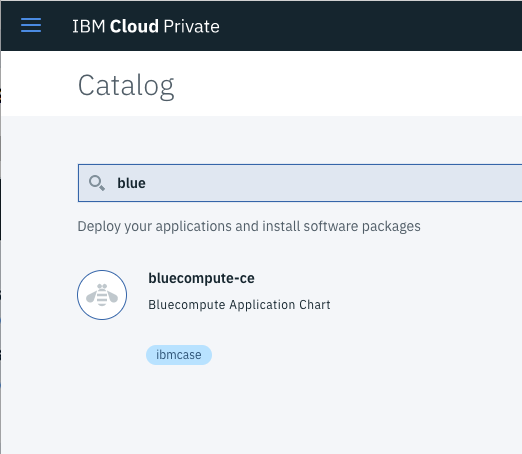 IBM Cloud Private
Catalog
blue
Deploy your applications and install software packages
bluecompute-ce
Bluecompute Application Chart
ibmcase